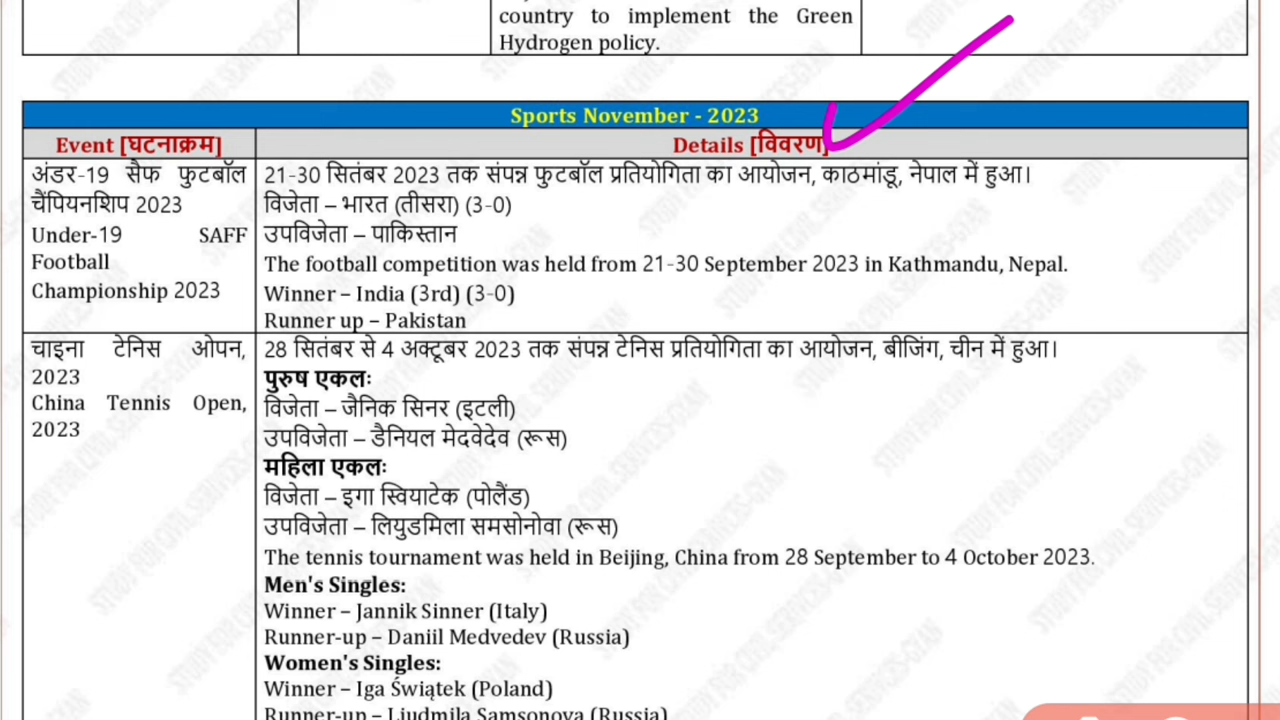 country to implement the Green
Hydrogen policy.
Sports November - 2023
Event [घटनाक्रम]
Details [विवरण]
अंडर-19 सैफ फुटबॉल
चैंपियनशिप 2023
Under-19 SAFF
Football
Championship 2023
21-30 सितंबर 2023 तक संपन्न फुटबॉल प्रतियोगिता का आयोजन, काठमांडू, नेपाल में हुआ।
विजेता – भारत (तीसरा) (3-0)
उपविजेता – पाकिस्तान
The football competition was held from 21-30 September 2023 in Kathmandu, Nepal.
Winner – India (3rd) (3-0)
Runner up – Pakistan
चाइना टेनिस ओपन,
2023
China Tennis Open,
2023
28 सितंबर से 4 अक्टूबर 2023 तक संपन्न टेनिस प्रतियोगिता का आयोजन, बीजिंग, चीन में हुआ।
पुरुष एकलः
विजेता – जैनिक सिनर (इटली)
उपविजेता – डैनियल मेदवेदेव (रूस)
महिला एकलः
विजेता – इगा स्वियाटेक (पोलैंड)
उपविजेता – लियुडमिला समसोनोवा (रूस)
The tennis tournament was held in Beijing, China from 28 September to 4 October 2023.
Men's Singles:
Winner – Jannik Sinner (Italy)
Runner-up – Daniil Medvedev (Russia)
Women's Singles:
Winner – Iga Świątek (Poland)
Runner-up – Liudmila Samsonova (Russia)